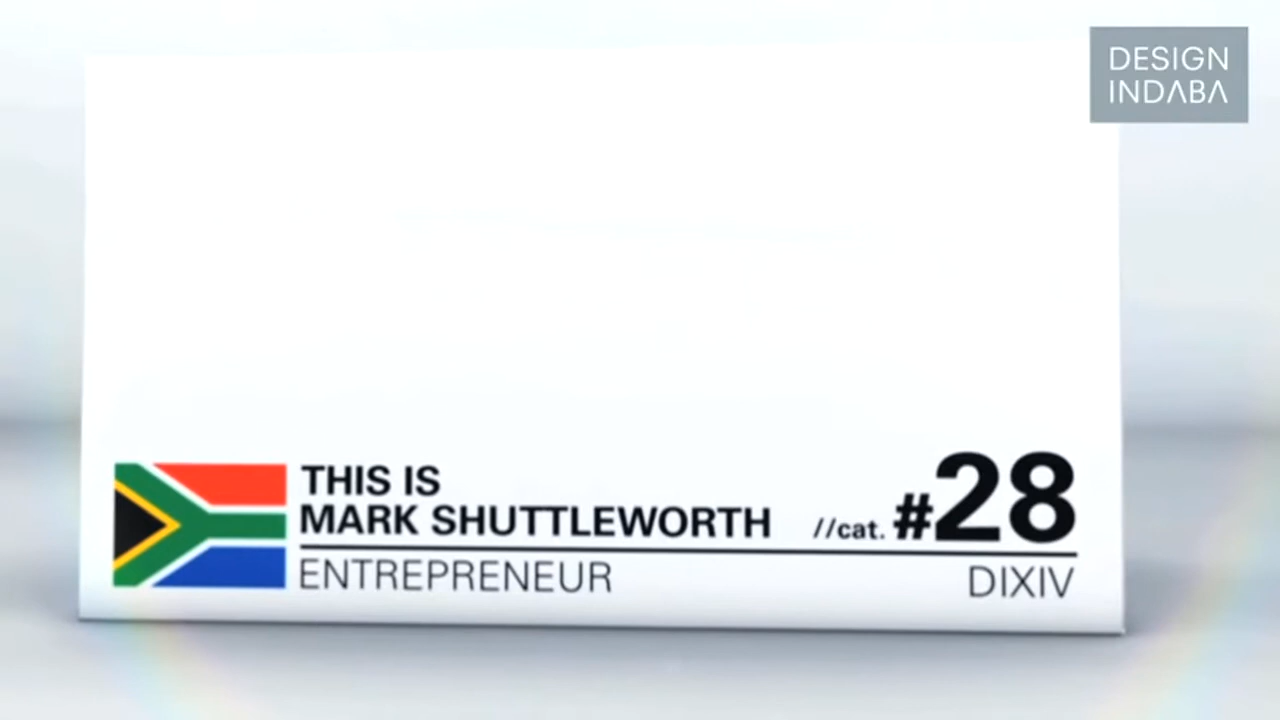 DESIGN
INDABA
THIS IS
MARK SHUTTLEWORTH
//cat. #28
ENTREPRENEUR
DIXIV